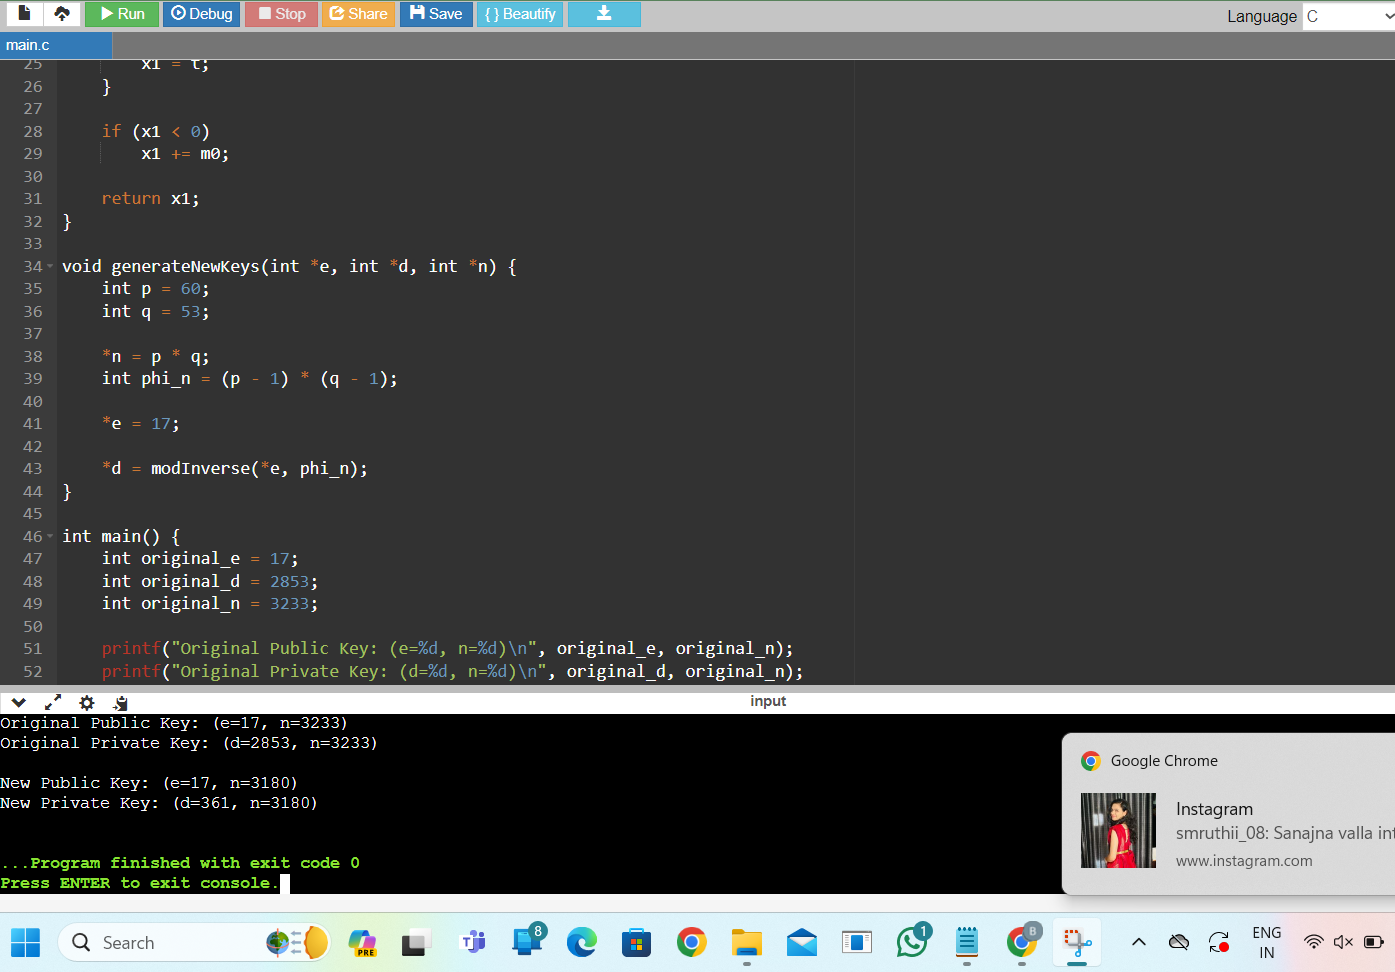 Run Debug Stop Share Save { } Beautify Language C
main.c
25 x1 = t;
26 }
27
28 if (x1 < 0)
29 x1 += m0;
30
31 return x1;
32 }
33
34 void generateNewKeys(int *e, int *d, int *n) {
35 int p = 60;
36 int q = 53;
37
38 *n = p * q;
39 int phi_n = (p - 1) * (q - 1);
40
41 *e = 17;
42
43 *d = modInverse(*e, phi_n);
44 }
45
46 int main() {
47 int original_e = 17;
48 int original_d = 2853;
49 int original_n = 3233;
50
51 printf("Original Public Key: (e=%d, n=%d)\n", original_e, original_n);
52 printf("Original Private Key: (d=%d, n=%d)\n", original_d, original_n);
input
Original Public Key: (e=17, n=3233)
Original Private Key: (d=2853, n=3233)
New Public Key: (e=17, n=3180)
New Private Key: (d=361, n=3180)
...Program finished with exit code 0
Press ENTER to exit console.
Google Chrome
Instagram
smruthii_08: Sanajna valla int
www.instagram.com
Search PRE 8 1 B ENG
IN